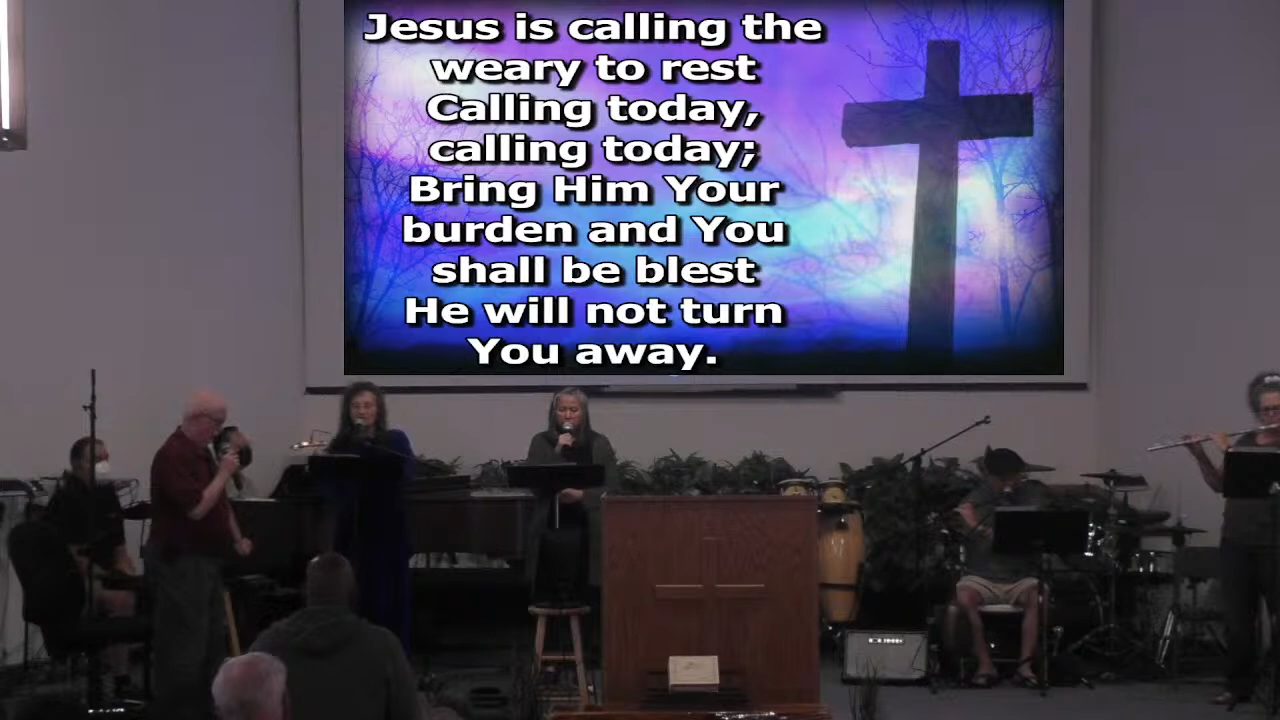 Jesus is calling the
weary to rest
Calling today,
calling today;
Bring Him Your
burden and You
shall be blest
He will not turn
You away.